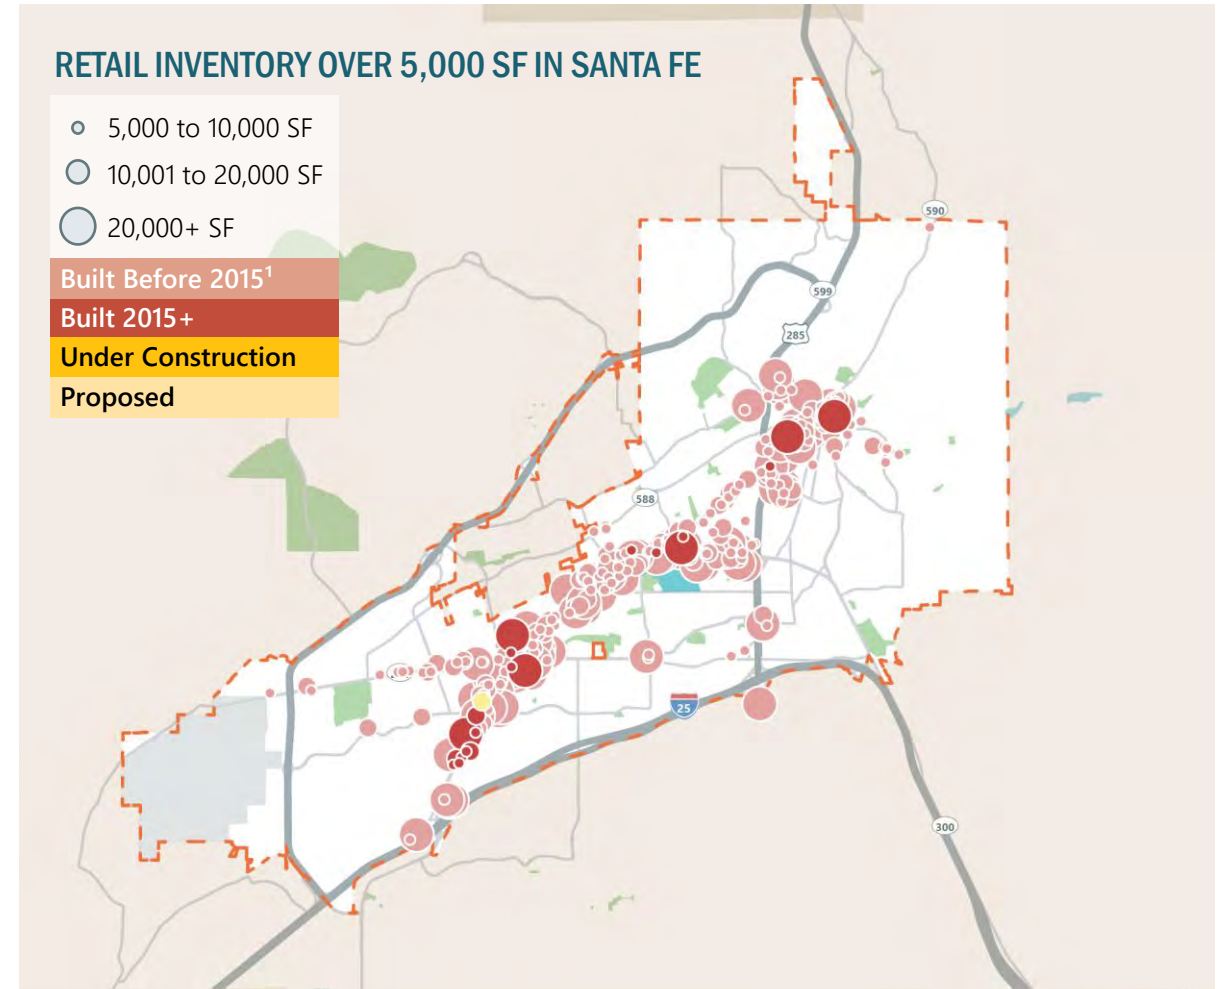 RETAIL INVENTORY OVER 5,000 SF IN SANTA FE
5,000 to 10,000 SF
10,001 to 20,000 SF
20,000+ SF
Built Before 2015¹
Built 2015+
Under Construction
Proposed
590
599
285
588
25
300